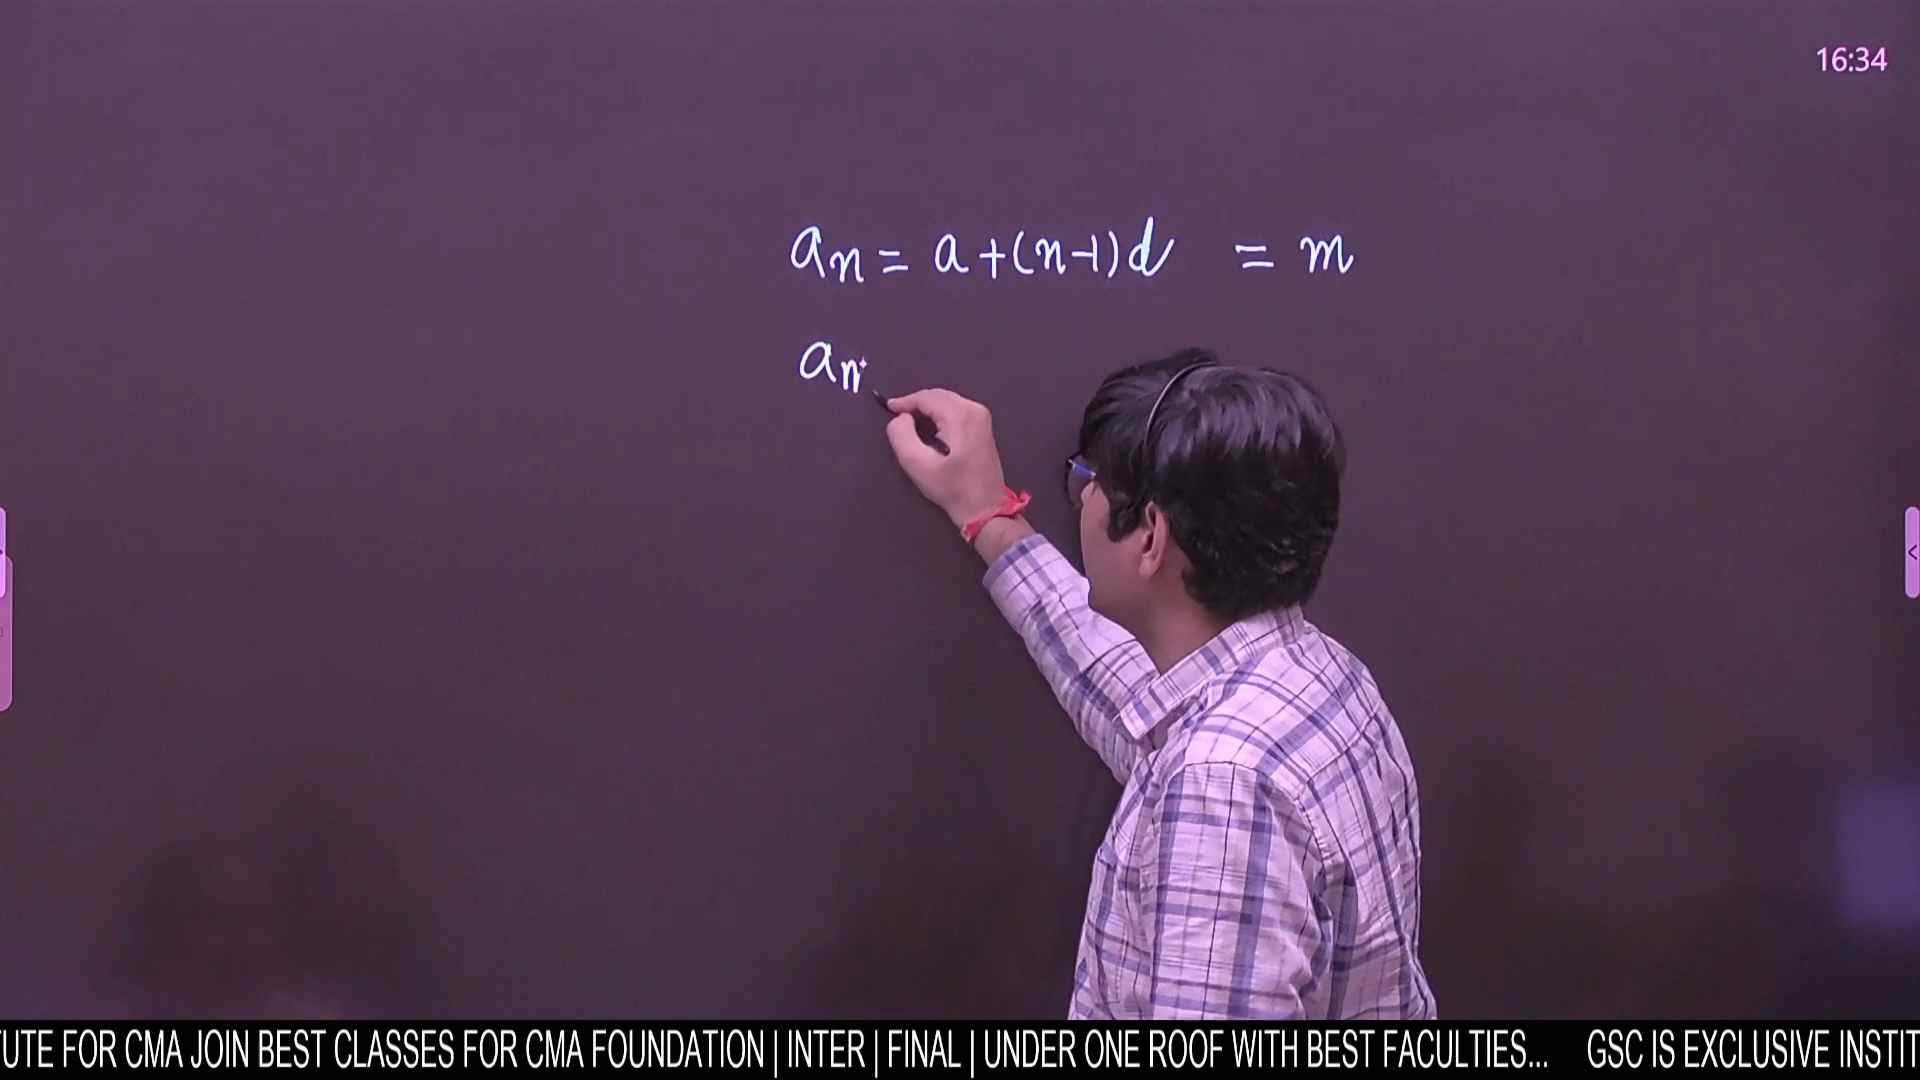 16:34
an = a+(n-1)d = m
an
UTE FOR CMA JOIN BEST CLASSES FOR CMA FOUNDATION | INTER | FINAL | UNDER ONE ROOF WITH BEST FACULTIES... GSC IS EXCLUSIVE INSTIT